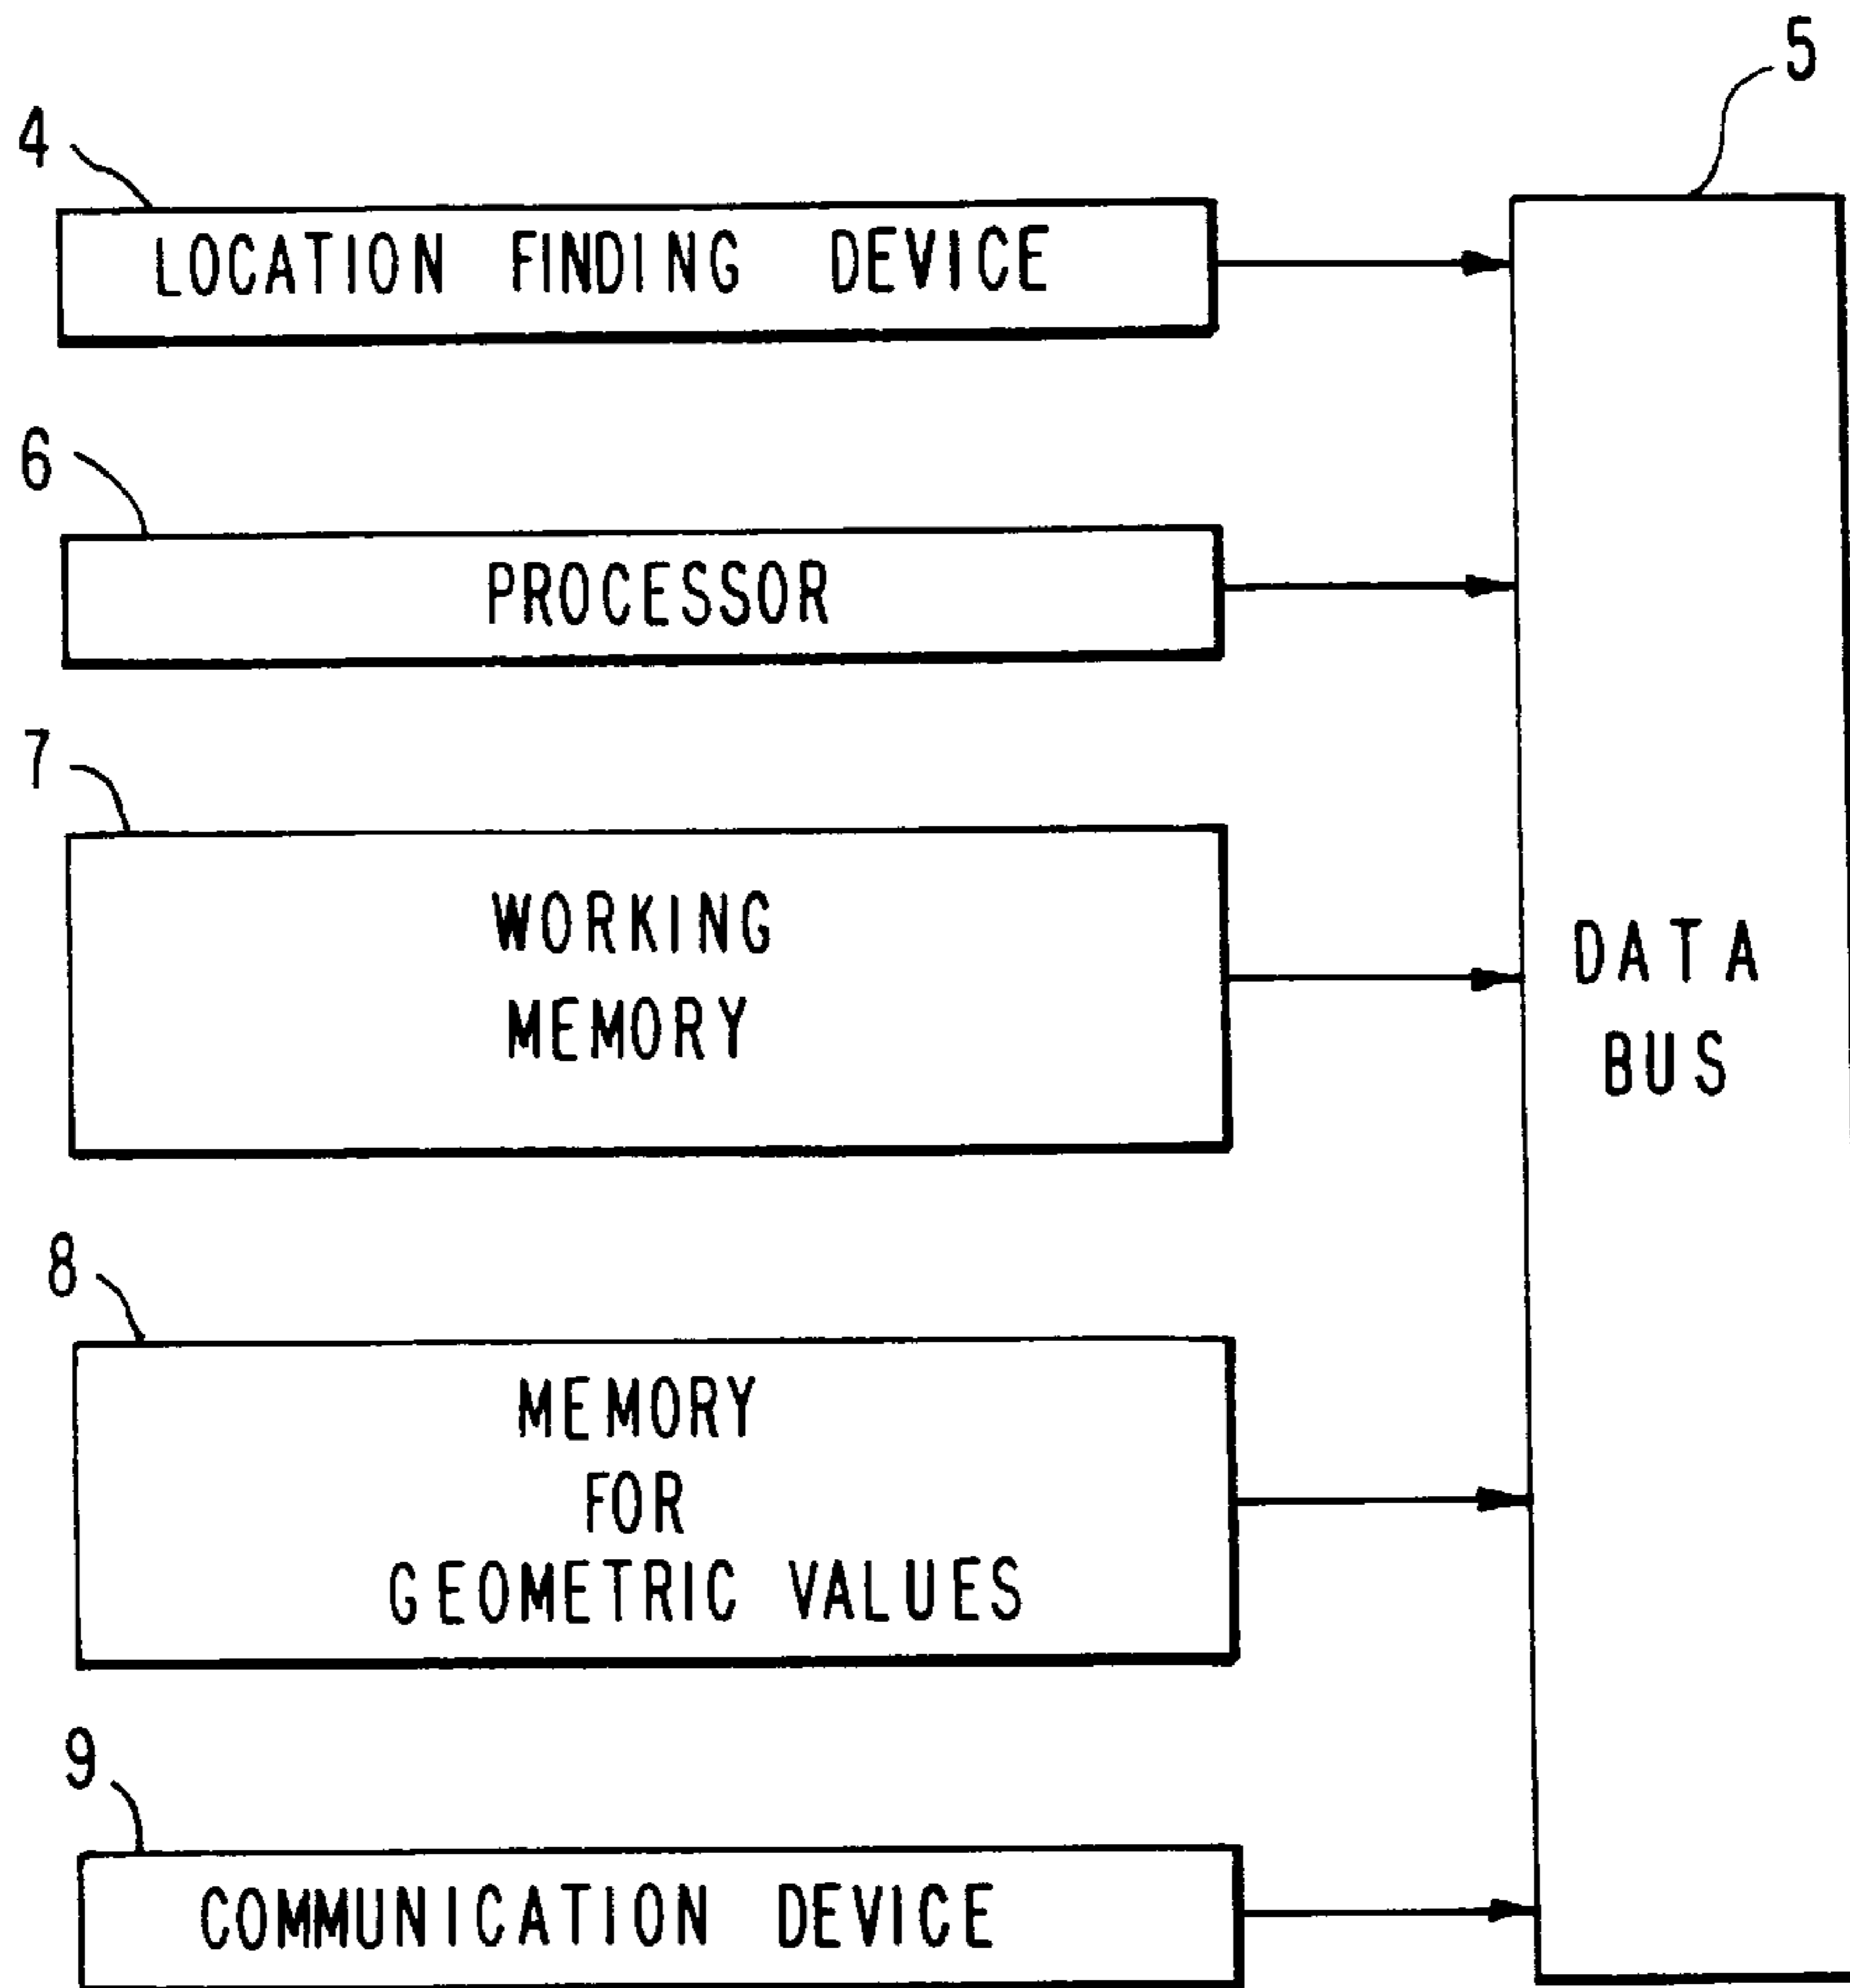 5
4
LOCATION FINDING DEVICE
6
PROCESSOR
7
WORKING
MEMORY
DATA
BUS
8
MEMORY
FOR
GEOMETRIC VALUES
9
COMMUNICATION DEVICE